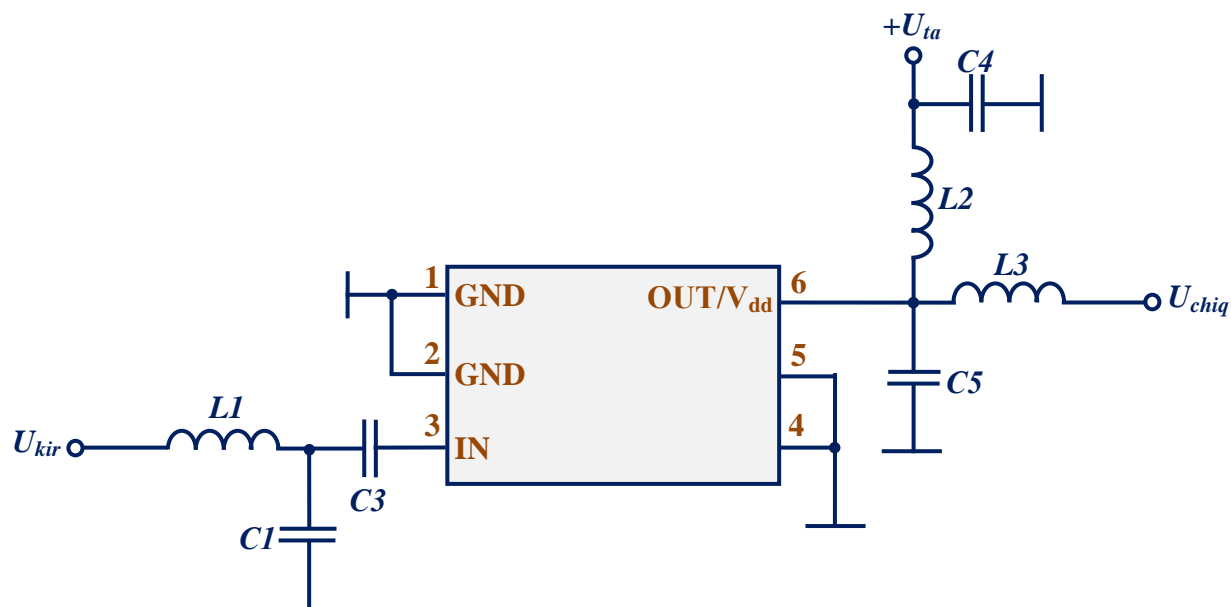 +U_ta
C4
L2
L3
1
GND
OUT/V_dd
6
U_chiq
2
GND
5
C5
L1
3
IN
4
U_kir
C3
C1